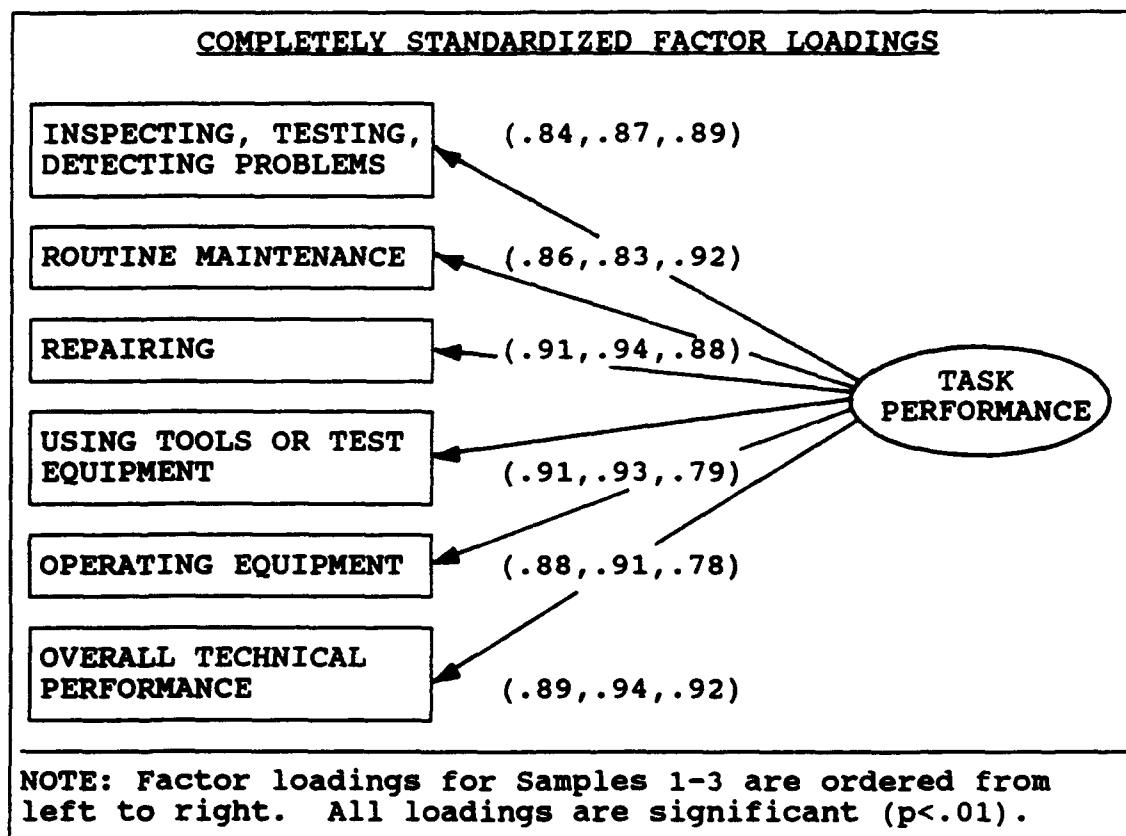 COMPLETELY STANDARDIZED FACTOR LOADINGS
INSPECTING, TESTING,
DETECTING PROBLEMS
(.84,.87,.89)
ROUTINE MAINTENANCE
(.86,.83,.92)
REPAIRING
(.91,.94,.88)
TASK
PERFORMANCE
USING TOOLS OR TEST
EQUIPMENT
(.91,.93,.79)
OPERATING EQUIPMENT
(.88,.91,.78)
OVERALL TECHNICAL
PERFORMANCE
(.89,.94,.92)
NOTE: Factor loadings for Samples 1-3 are ordered from
left to right. All loadings are significant (p<.01).